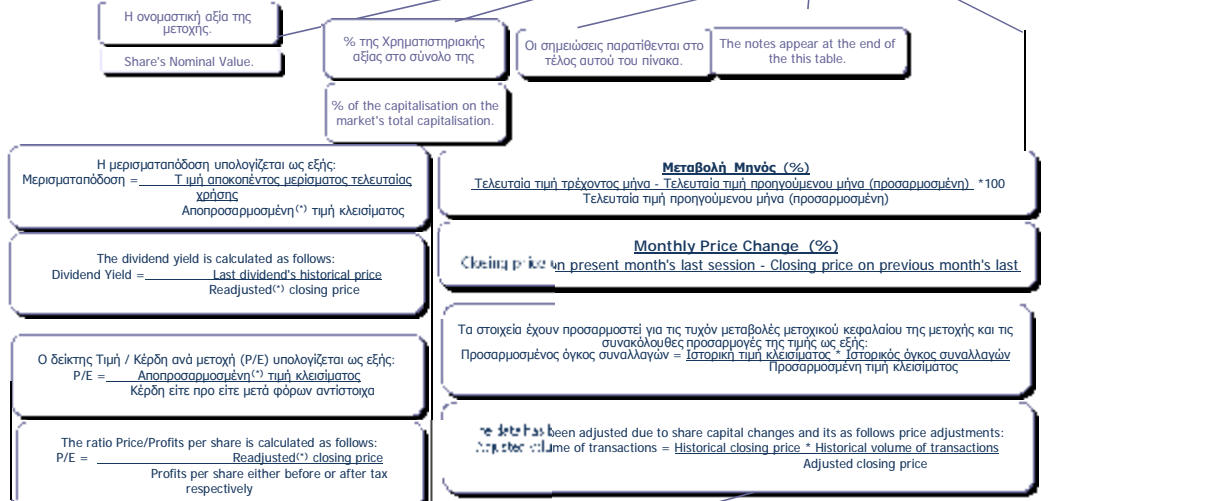 Η ονομαστική αξία της
μετοχής.
Share's Nominal Value.
% της Χρηματιστηριακής
αξίας στο σύνολο της
% of the capitalisation on the
market's total capitalisation.
Οι σημειώσεις παρατίθενται στο
τέλος αυτού του πίνακα.
The notes appear at the end of
the this table.
Η μερισματαπόδοση υπολογίζεται ως εξής:
Μερισματαπόδοση = Τ ιμή αποκοπέντος μερίσματος τελευταίας
χρήσης
Αποπροσαρμοσμένη(*) τιμή κλεισίματος
The dividend yield is calculated as follows:
Dividend Yield = Last dividend's historical price
Readjusted(*) closing price
Ο δείκτης Τιμή / Κέρδη ανά μετοχή (P/E) υπολογίζεται ως εξής:
P/E = Αποπροσαρμοσμένη(*) τιμή κλεισίματος
Κέρδη είτε προ είτε μετά φόρων αντίστοιχα
The ratio Price/Profits per share is calculated as follows:
P/E = Readjusted(*) closing price
Profits per share either before or after tax
respectively
Μεταβολή Μηνός (%)
Τελευταία τιμή τρέχοντος μήνα - Τελευταία τιμή προηγούμενου μήνα (προσαρμοσμένη) *100
Τελευταία τιμή προηγούμενου μήνα (προσαρμοσμένη)
Monthly Price Change (%)
Closing price on present month's last session - Closing price on previous month's last
Τα στοιχεία έχουν προσαρμοστεί για τις τυχόν μεταβολές μετοχικού κεφαλαίου της μετοχής και τις
συνακόλουθες προσαρμογές της τιμής ως εξής:
Προσαρμοσμένος όγκος συναλλαγών = Ιστορική τιμή κλεισίματος * Ιστορικός όγκος συναλλαγών
Προσαρμοσμένη τιμή κλεισίματος
data has been adjusted due to share capital changes and its as follows price adjustments:
Adjusted volume of transactions = Historical closing price * Historical volume of transactions
Adjusted closing price